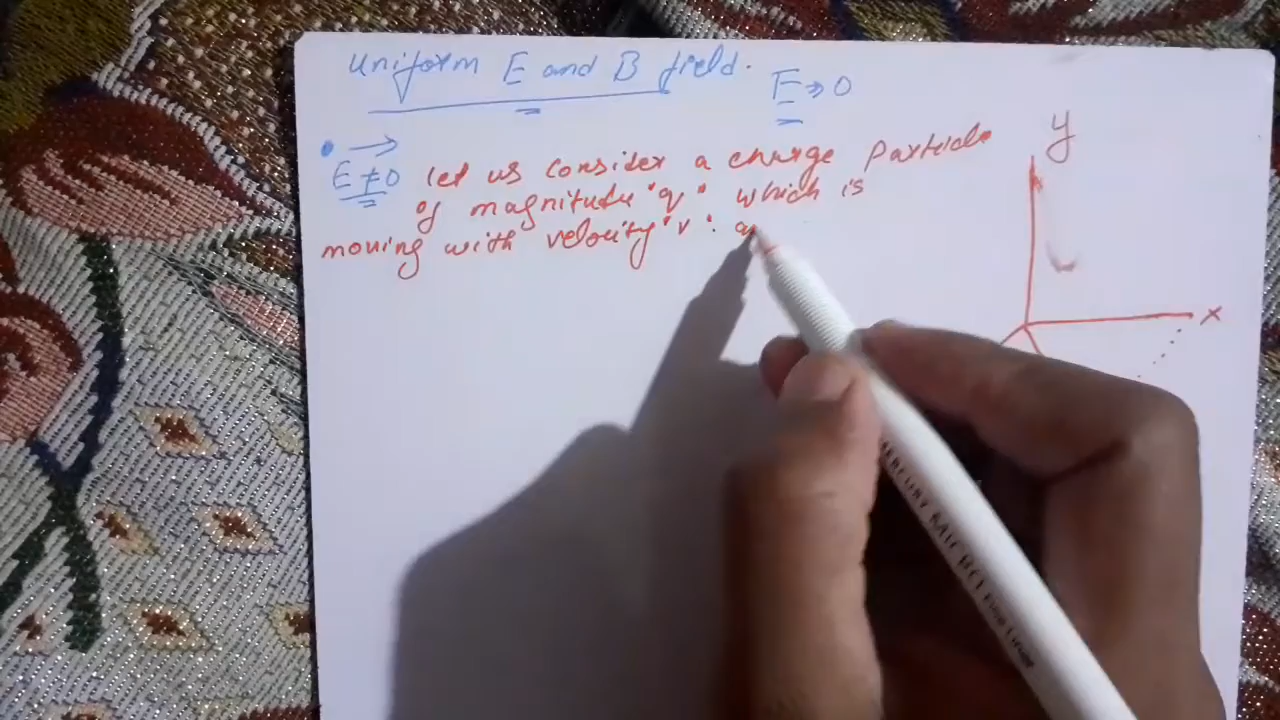 Uniform E and B field.
E → 0
E ≠ 0 let us consider a charge Particle
of magnitude "q" which is
moving with velocity "v".
y
x